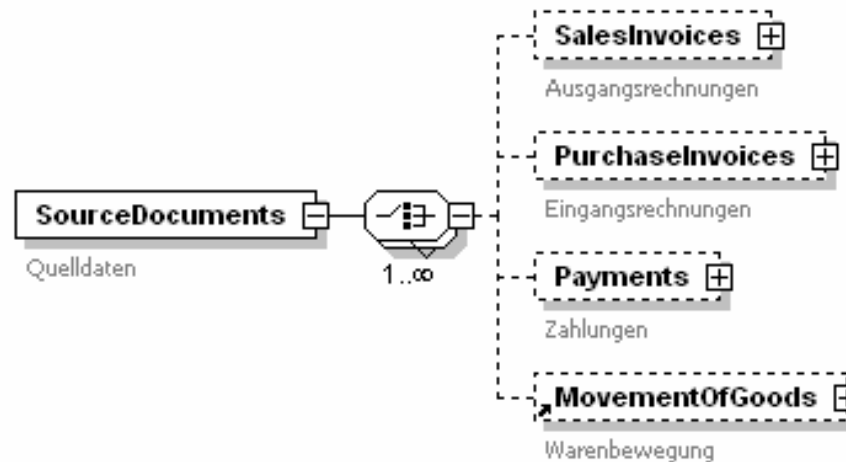 SalesInvoices
Ausgangsrechnungen
PurchaseInvoices
Eingangsrechnungen
SourceDocuments
Quelldaten
1..∞
Payments
Zahlungen
MovementOfGoods
Warenbewegung